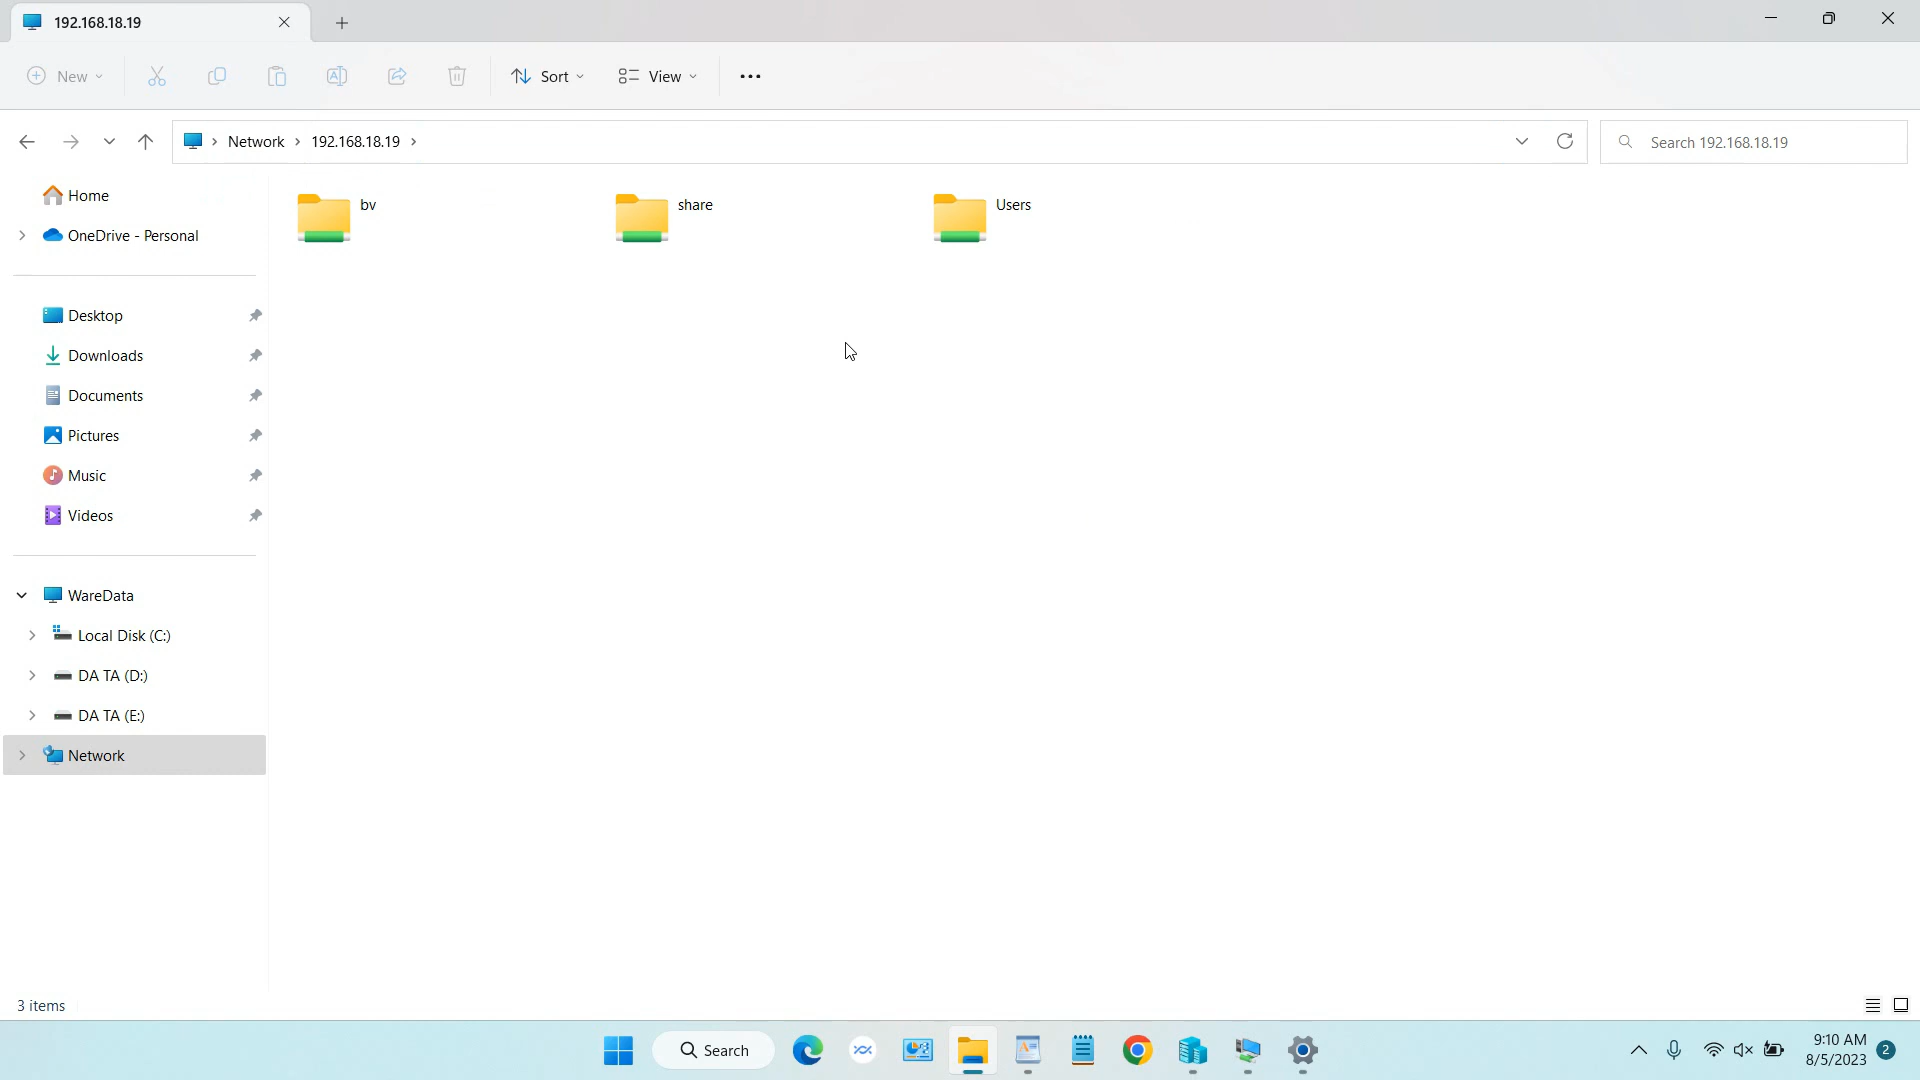 192.168.18.19
New
Sort
View
Network
192.168.18.19
Search 192.168.18.19
Home
OneDrive - Personal
Desktop
Downloads
Documents
Pictures
Music
Videos
WareData
Local Disk (C:)
DA TA (D:)
DA TA (E:)
Network
bv
share
Users
3 items
Search
9:10 AM
8/5/2023
2